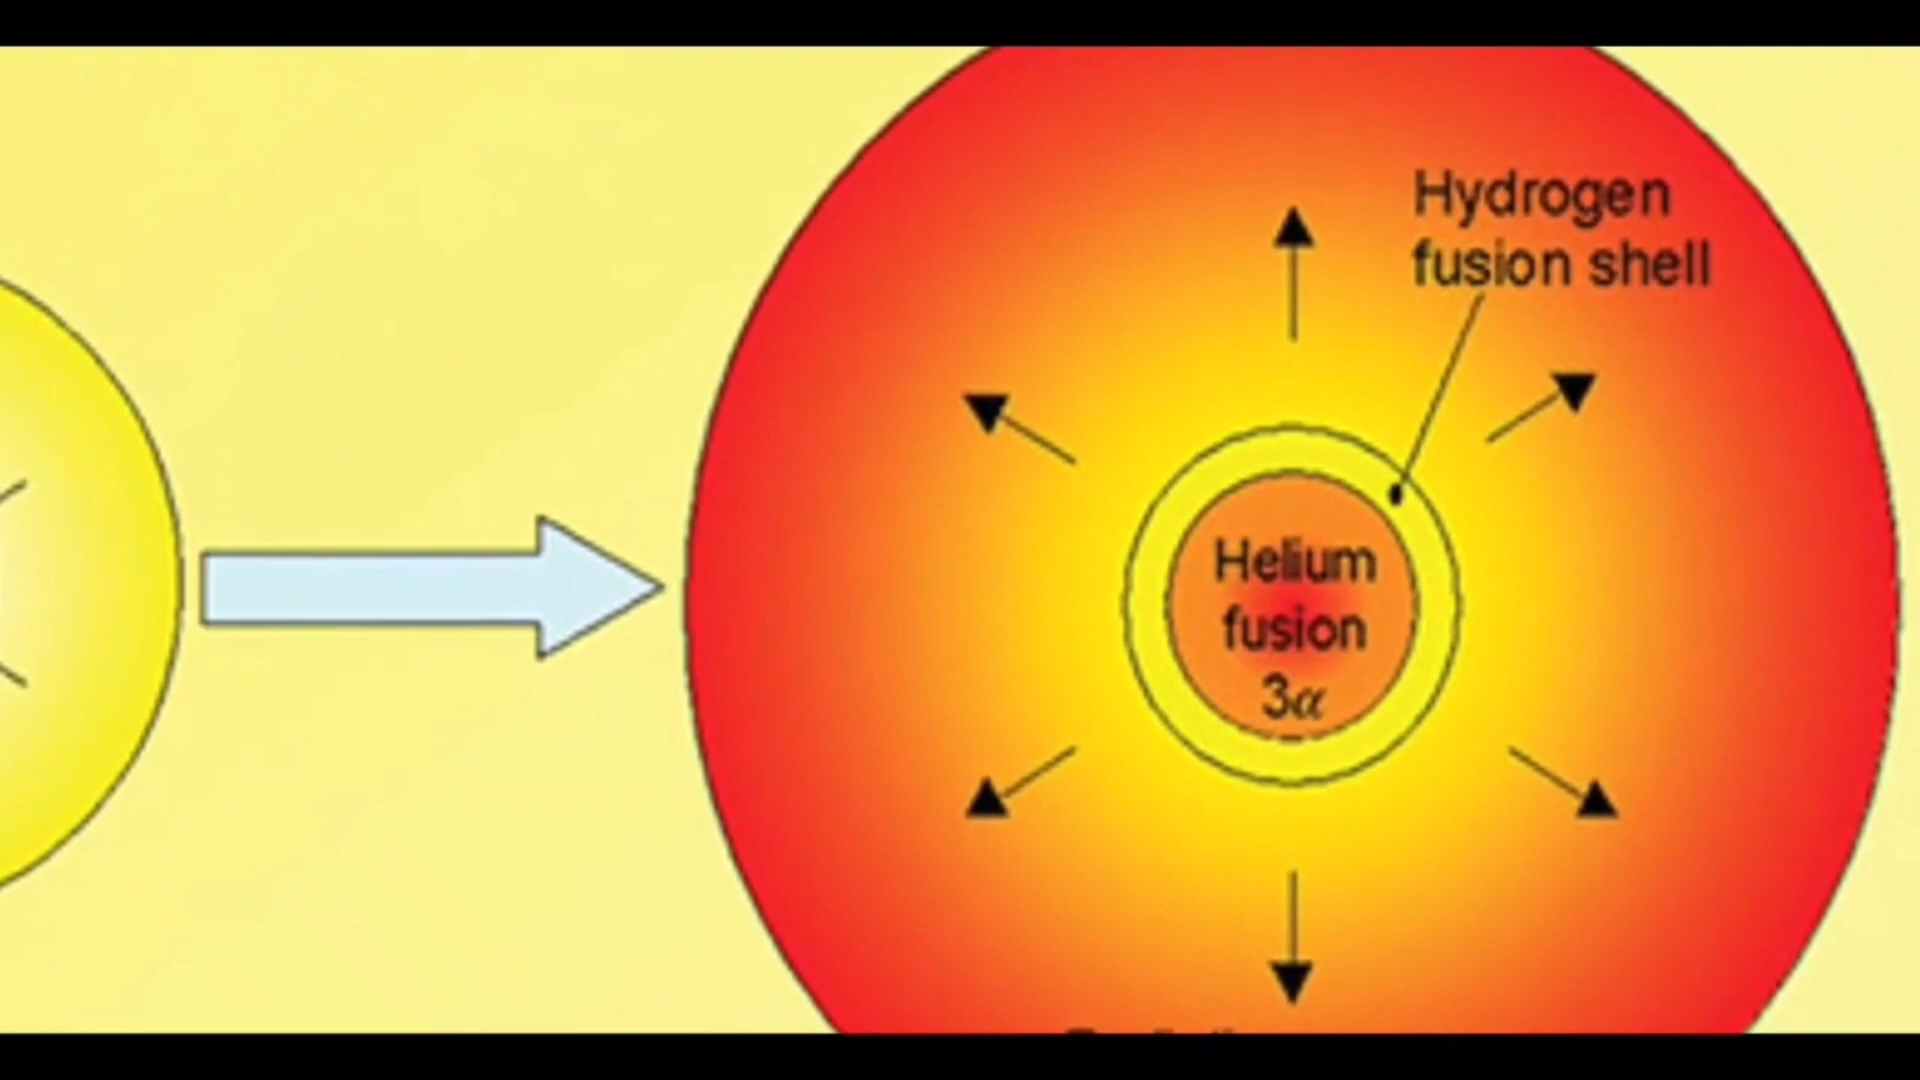 Hydrogen
fusion shell
Helium
fusion
3α